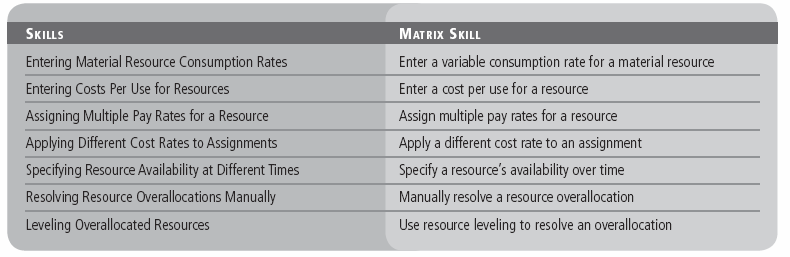 SKILLS MATRIX SKILL
Entering Material Resource Consumption Rates Enter a variable consumption rate for a material resource
Entering Costs Per Use for Resources Enter a cost per use for a resource
Assigning Multiple Pay Rates for a Resource Assign multiple pay rates for a resource
Applying Different Cost Rates to Assignments Apply a different cost rate to an assignment
Specifying Resource Availability at Different Times Specify a resource's availability over time
Resolving Resource Overallocations Manually Manually resolve a resource overallocation
Leveling Overallocated Resources Use resource leveling to resolve an overallocation